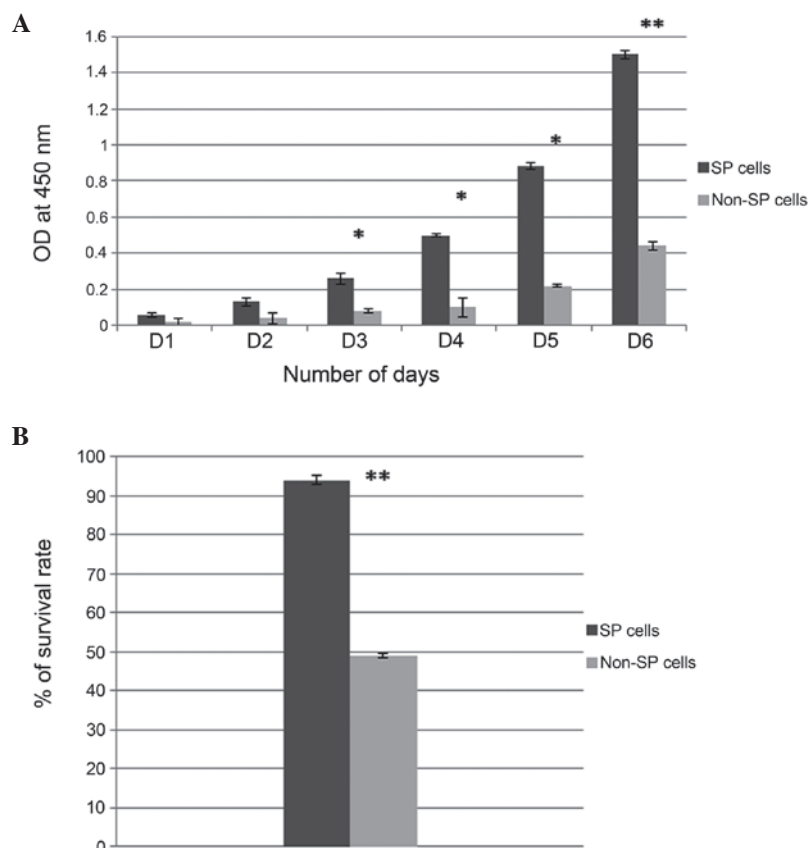 A
1.6
1.4
1.2
1
0.8
0.6
0.4
0.2
0
OD at 450 nm
*
*
*
**
D1 D2 D3 D4 D5 D6
Number of days
SP cells
Non-SP cells
B
100
90
80
70
60
50
40
30
20
10
0
% of survival rate
**
SP cells
Non-SP cells